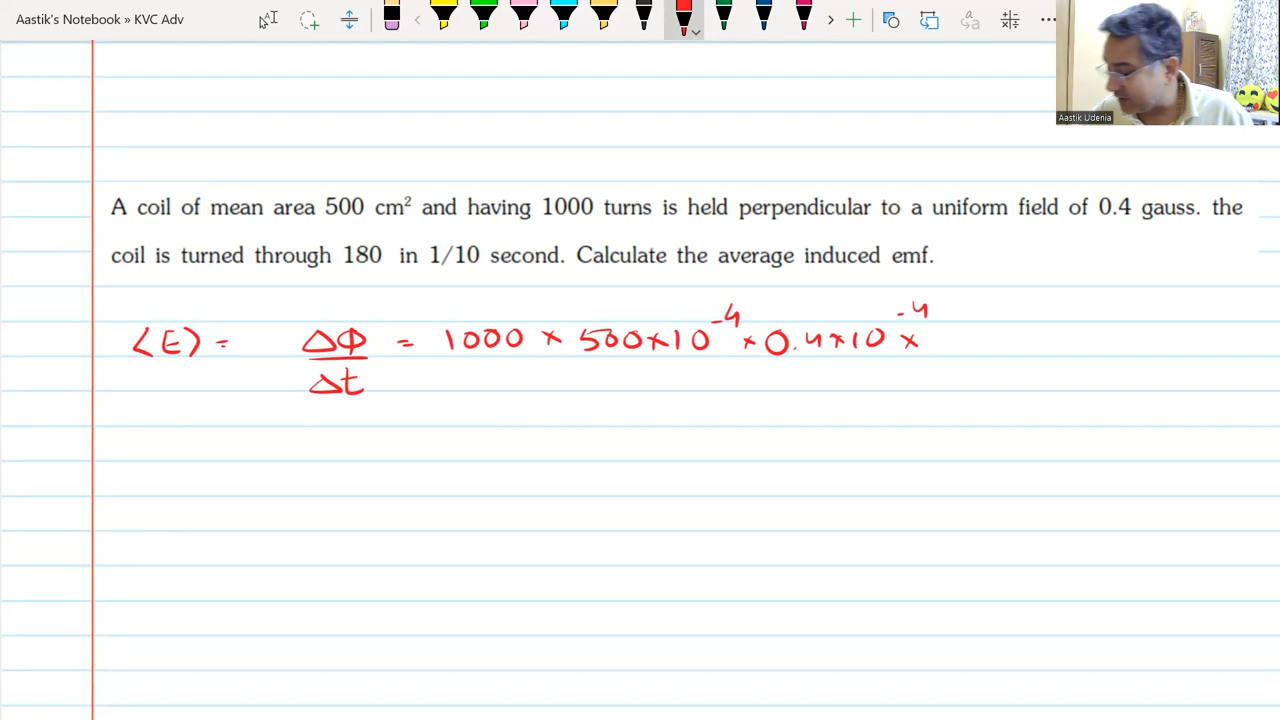 Aastik's Notebook » KVC Adv
Aastik Udenia
A coil of mean area 500 cm² and having 1000 turns is held perpendicular to a uniform field of 0.4 gauss. the
coil is turned through 180 in 1/10 second. Calculate the average induced emf.
⟨E⟩ = ΔΦ/Δt = 1000 × 500×10⁻⁴ × 0.4×10⁻⁴ ×